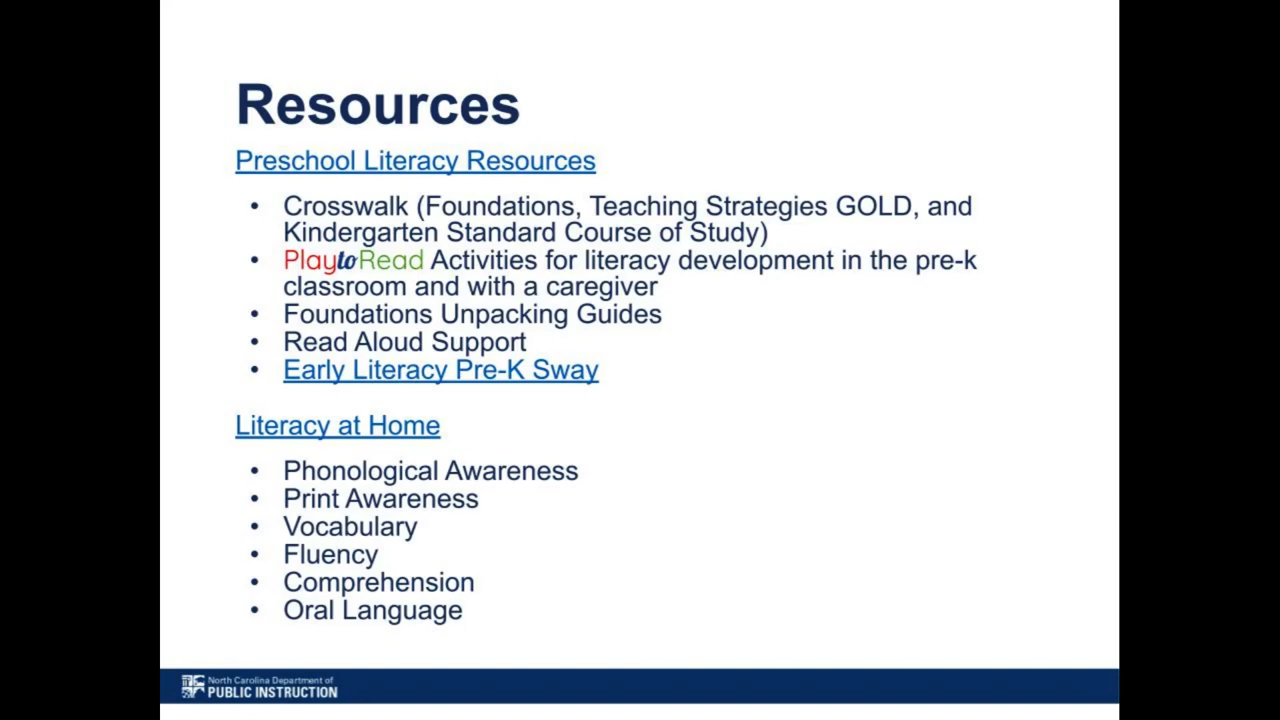 Resources
Preschool Literacy Resources
• Crosswalk (Foundations, Teaching Strategies GOLD, and
Kindergarten Standard Course of Study)
• PlaytoRead Activities for literacy development in the pre-k
classroom and with a caregiver
• Foundations Unpacking Guides
• Read Aloud Support
• Early Literacy Pre-K Sway
Literacy at Home
• Phonological Awareness
• Print Awareness
• Vocabulary
• Fluency
• Comprehension
• Oral Language
North Carolina Department of
PUBLIC INSTRUCTION